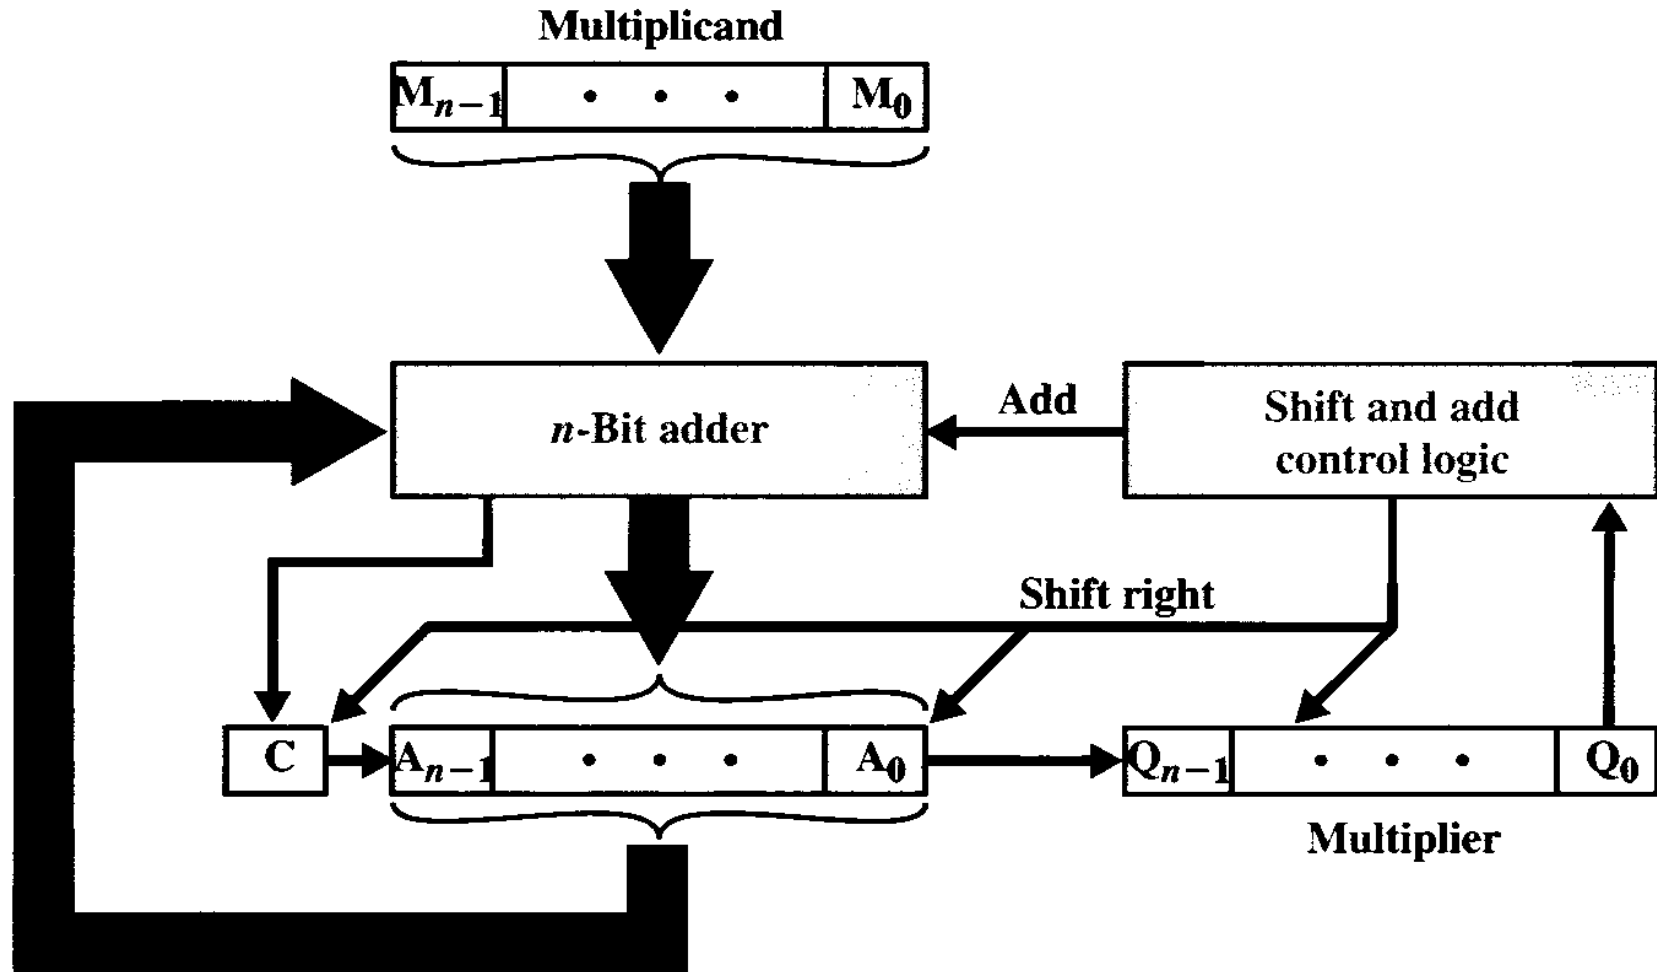 Multiplicand
Mₙ₋₁ • • • M₀
n-Bit adder
Add
Shift and add
control logic
Shift right
C
Aₙ₋₁ • • • A₀
Qₙ₋₁ • • • Q₀
Multiplier